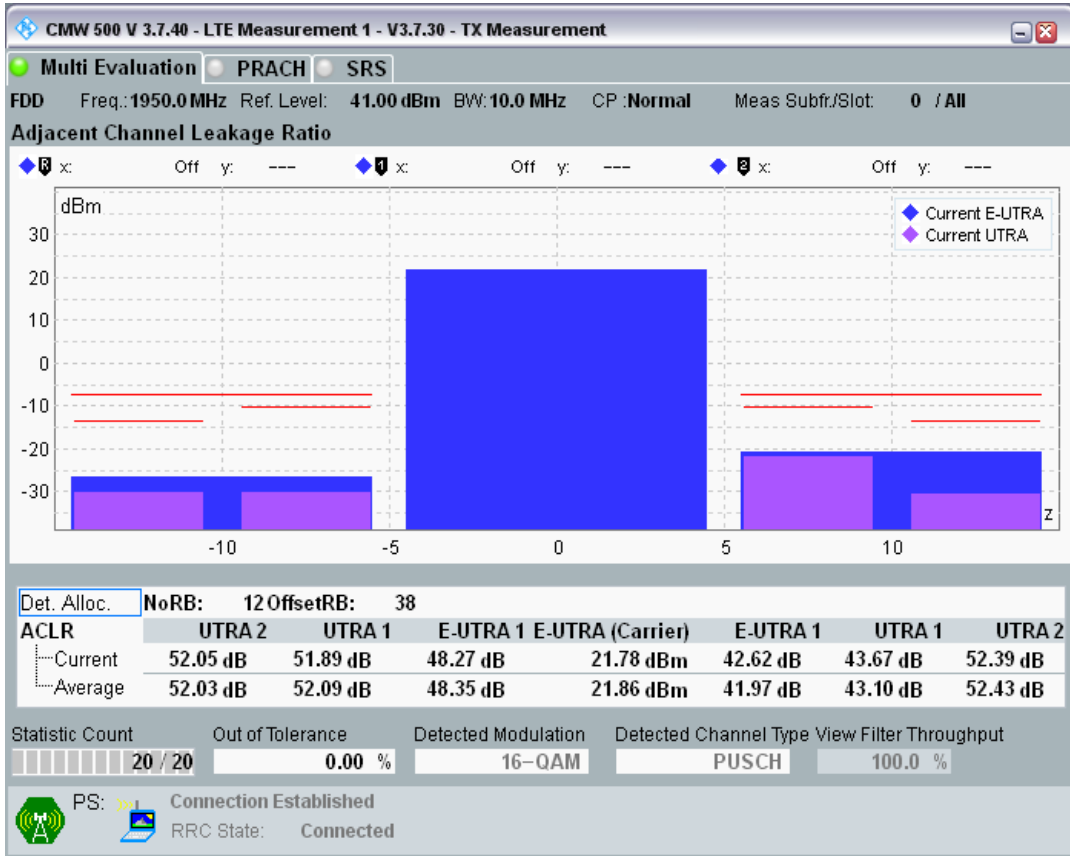 CMW 500 V 3.7.40 - LTE Measurement 1 - V3.7.30 - TX Measurement
Multi Evaluation PRACH SRS
FDD Freq.: 1950.0 MHz Ref. Level: 41.00 dBm BW: 10.0 MHz CP :Normal Meas Subfr./Slot: 0 / All
Adjacent Channel Leakage Ratio
R x: Off y: --- 1 x: Off y: --- 2 x: Off y: ---
dBm
Current E-UTRA
Current UTRA
30
20
10
0
-10
-20
-30
z
-10 -5 0 5 10
Det. Alloc. NoRB: 12 OffsetRB: 38
ACLR UTRA 2 UTRA 1 E-UTRA 1 E-UTRA (Carrier) E-UTRA 1 UTRA 1 UTRA 2
Current 52.05 dB 51.89 dB 48.27 dB 21.78 dBm 42.62 dB 43.67 dB 52.39 dB
Average 52.03 dB 52.09 dB 48.35 dB 21.86 dBm 41.97 dB 43.10 dB 52.43 dB
Statistic Count Out of Tolerance Detected Modulation Detected Channel Type View Filter Throughput
20 / 20 0.00 % 16-QAM PUSCH 100.0 %
PS: Connection Established
RRC State: Connected